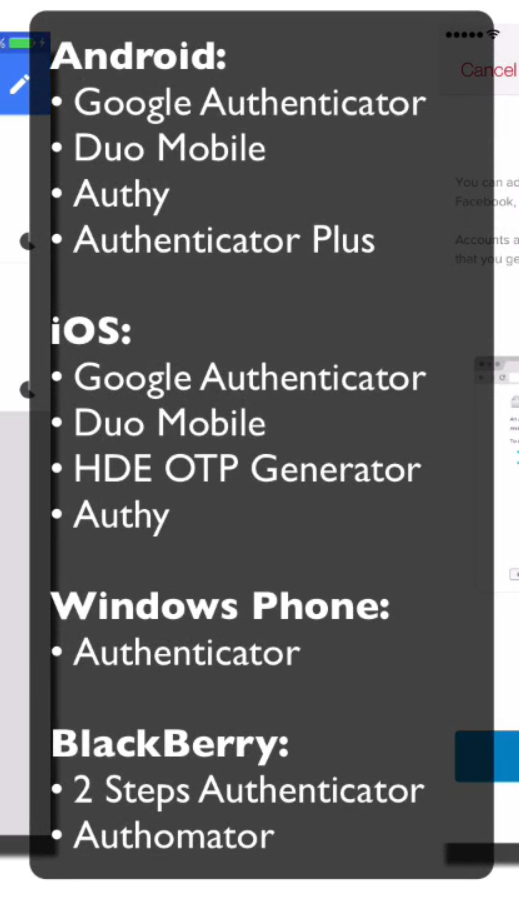 Android:
• Google Authenticator
• Duo Mobile
• Authy
• Authenticator Plus
iOS:
• Google Authenticator
• Duo Mobile
• HDE OTP Generator
• Authy
Windows Phone:
• Authenticator
BlackBerry:
• 2 Steps Authenticator
• Authomator
Cancel
You can ad
Facebook,
Accounts a
that you ge